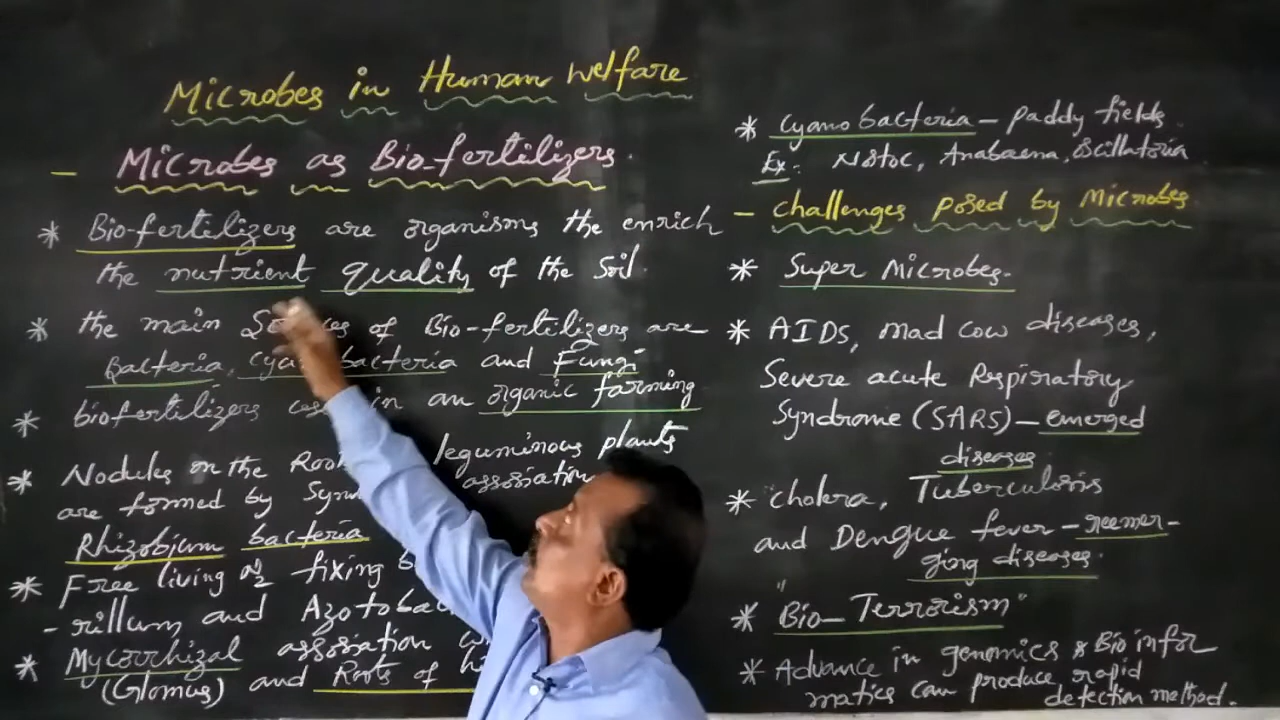 Microbes in Human Welfare
- Microbes as Bio-fertilizers.
* Bio-fertilizers are organisms the enrich
the nutrient quality of the Soil.
* the main of Bio-fertilizers are
Bacteria, bacteria and Fungi
* biofertilizers in an organic farming
* Nodules on the leguminous plants
are formed by assosiation
Rhizobium bacteria
* Free living N2 fixing
- rillum and
* Mycorrhizal assosiation
(Glomus) and Roots of
* Cyano bacteria - paddy fields.
Ex: Nostoc, Anabaena, Oscillatoria
- Challenges posed by Microbes
* Super Microbes.
* AIDS, Mad Cow diseases,
Severe acute Respiratory
Syndrome (SARS) - emerged
diseases.
* cholera, Tuberculosis
and Dengue fever - reemer-
ging diseases.
* "Bio-Terrorism"
* Advance in genomics & Bio infor
matics can produce rapid
detection method.